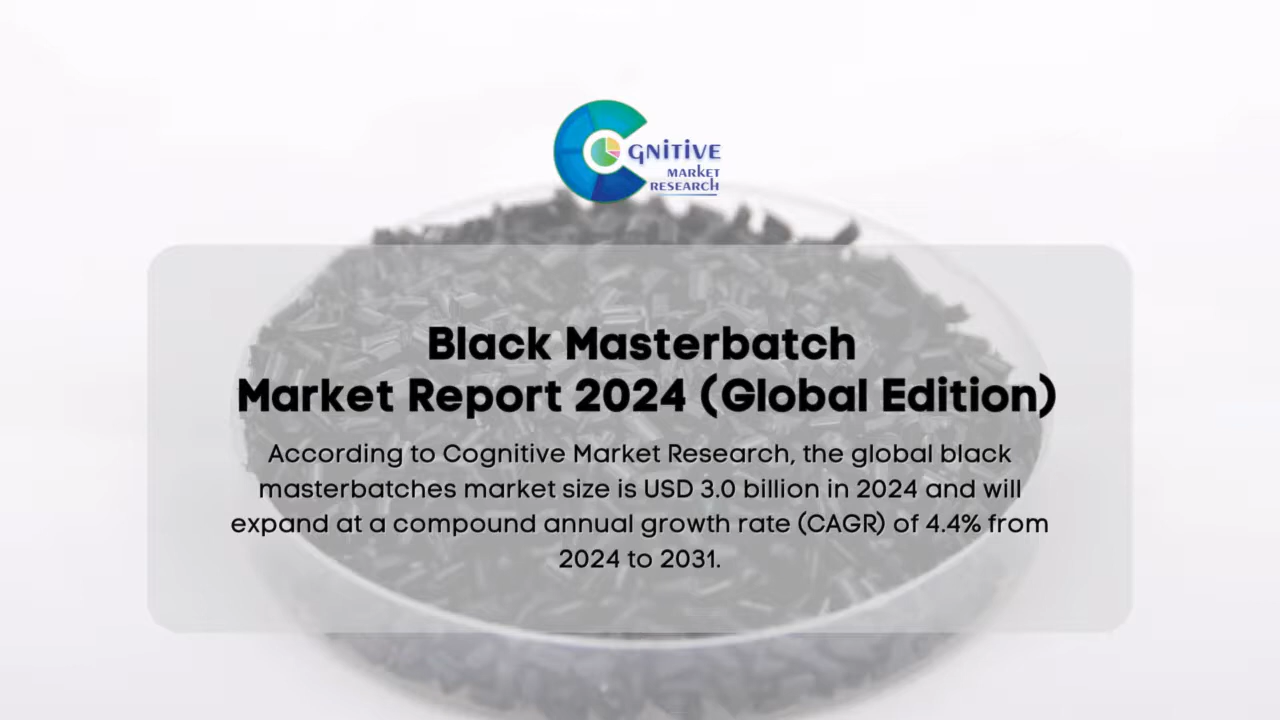 GNITIVE
MARKET
RESEARCH
Black Masterbatch
Market Report 2024 (Global Edition)
According to Cognitive Market Research, the global black
masterbatches market size is USD 3.0 billion in 2024 and will
expand at a compound annual growth rate (CAGR) of 4.4% from
2024 to 2031.